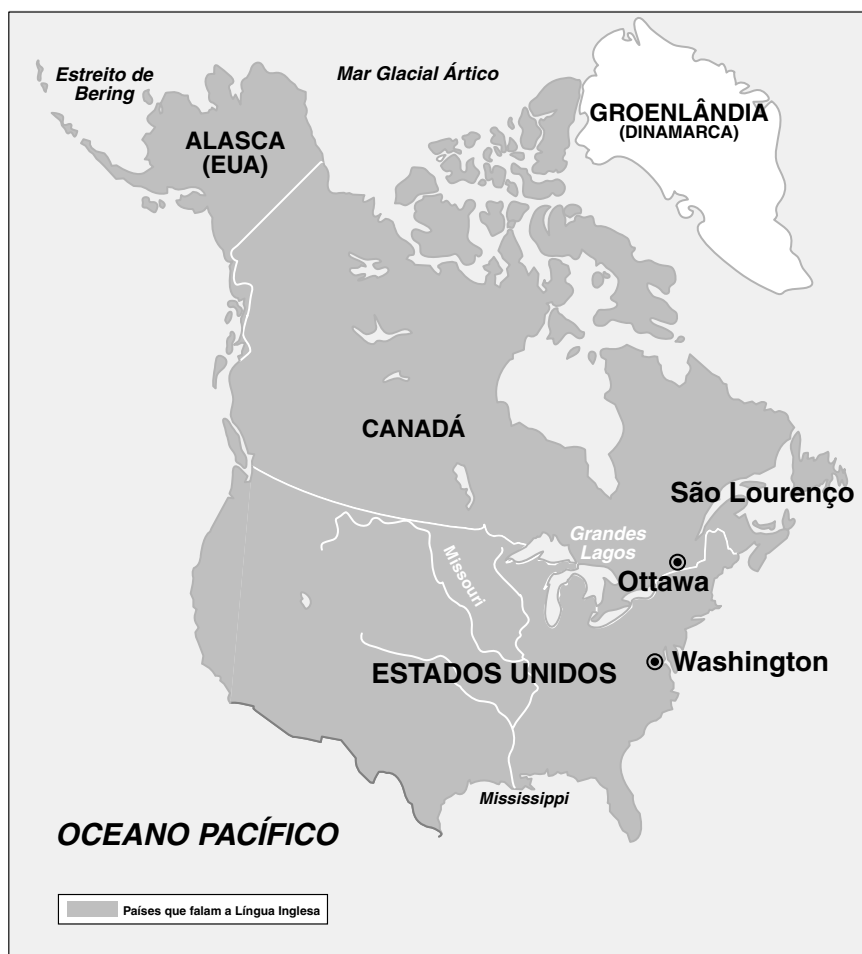 Estreito de
Bering
Mar Glacial Ártico
GROENLÂNDIA
(DINAMARCA)
ALASCA
(EUA)
CANADÁ
São Lourenço
Grandes
Lagos
Missouri
Ottawa
Washington
ESTADOS UNIDOS
Mississippi
OCEANO PACÍFICO
Países que falam a Língua Inglesa